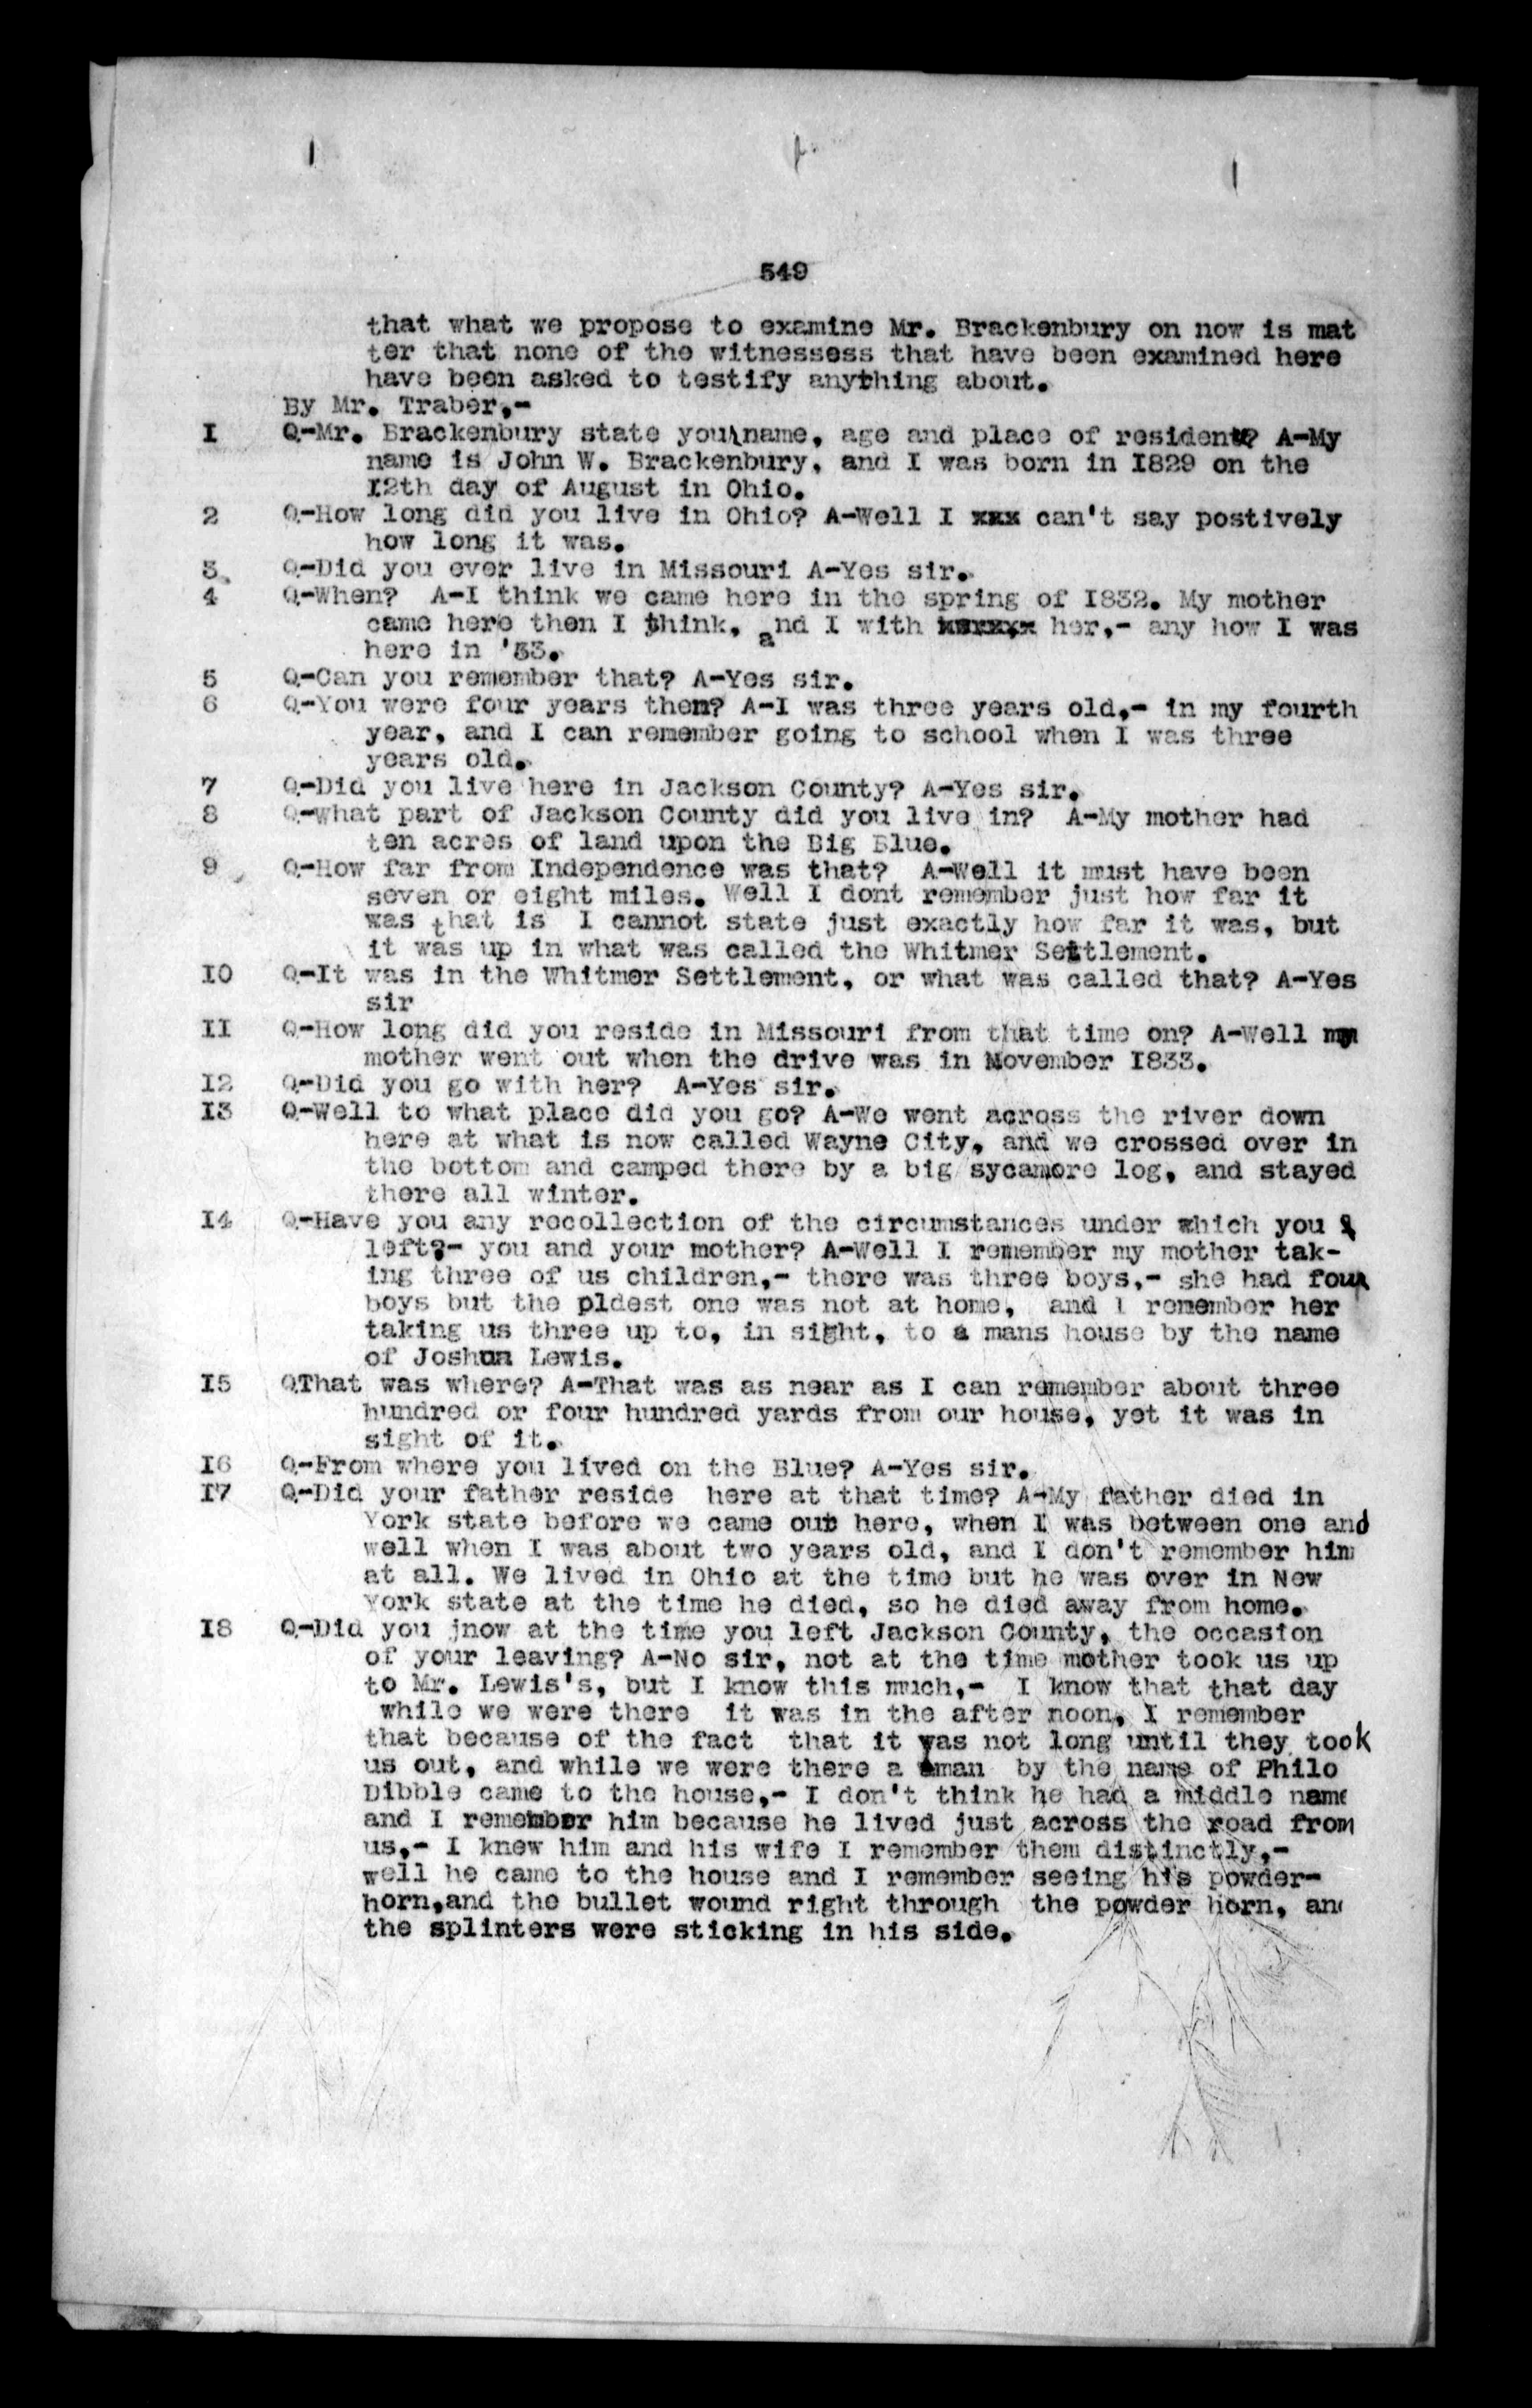 549
that what we propose to examine Mr. Brackenbury on now is mat
ter that none of the witnessess that have been examined here
have been asked to testify anything about.
By Mr. Traber,-
I Q-Mr. Brackenbury state your name, age and place of residente? A-My
name is John W. Brackenbury, and I was born in I829 on the
I2th day of August in Ohio.
2 Q-How long did you live in Ohio? A-Well I xxx can't say postively
how long it was.
3 Q-Did you ever live in Missouri A-Yes sir.
4 Q-When? A-I think we came here in the spring of I832. My mother
came here then I think, and I with her,- any how I was
here in '33.
5 Q-Can you remember that? A-Yes sir.
6 Q-You were four years then? A-I was three years old,- in my fourth
year, and I can remember going to school when I was three
years old.
7 Q-Did you live here in Jackson County? A-Yes sir.
8 Q-what part of Jackson County did you live in? A-My mother had
ten acres of land upon the Big Blue.
9 Q-How far from Independence was that? A-Well it must have been
seven or eight miles. Well I dont remember just how far it
was that is I cannot state just exactly how far it was, but
it was up in what was called the Whitmer Settlement.
IO Q-It was in the Whitmer Settlement, or what was called that? A-Yes
sir
II Q-How long did you reside in Missouri from that time on? A-Well my
mother went out when the drive was in November I833.
I2 Q-Did you go with her? A-Yes sir.
I3 Q-Well to what place did you go? A-We went across the river down
here at what is now called Wayne City, and we crossed over in
the bottom and camped there by a big sycamore log, and stayed
there all winter.
I4 Q-Have you any recollection of the circumstances under which you
left?- you and your mother? A-Well I remember my mother tak-
ing three of us children,- there was three boys,- she had four
boys but the pldest one was not at home, and I remember her
taking us three up to, in sight, to a mans house by the name
of Joshua Lewis.
I5 QThat was where? A-That was as near as I can remember about three
hundred or four hundred yards from our house, yet it was in
sight of it.
I6 Q-From where you lived on the Blue? A-Yes sir.
I7 Q-Did your father reside here at that time? A-My father died in
York state before we came out here, when I was between one and
well when I was about two years old, and I don't remember him
at all. We lived in Ohio at the time but he was over in New
York state at the time he died, so he died away from home.
I8 Q-Did you jnow at the time you left Jackson County, the occasion
of your leaving? A-No sir, not at the time mother took us up
to Mr. Lewis's, but I know this much,- I know that that day
while we were there it was in the after noon, I remember
that because of the fact that it was not long until they took
us out, and while we were there a man by the name of Philo
Dibble came to the house,- I don't think he had a middle name
and I remember him because he lived just across the road from
us,- I knew him and his wife I remember them distinctly,-
well he came to the house and I remember seeing his powder-
horn,and the bullet wound right through the powder horn, and
the splinters were sticking in his side.